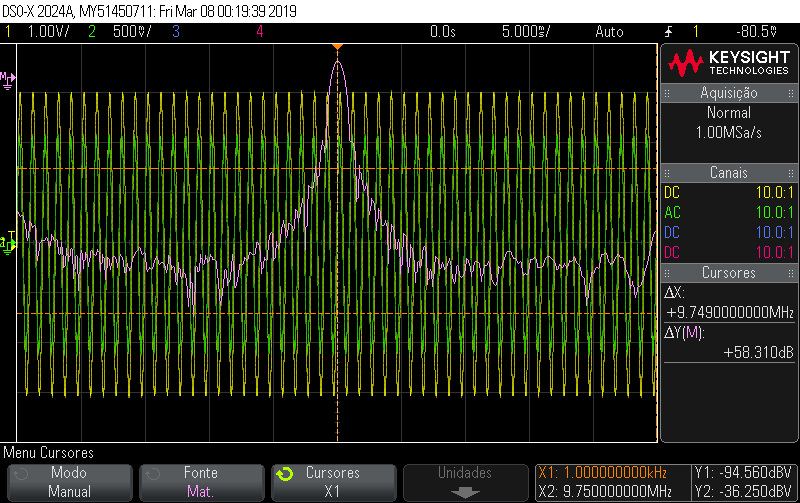 DSO-X 2024A, MY51450711: Fri Mar 08 00:19:39 2019
1 1.00V/ 2 500mV/ 3 4 0.0s 5.000ms/ Auto 1 -80.5mV
KEYSIGHT
TECHNOLOGIES
Aquisição
Normal
1.00MSa/s
Canais
DC 10.0:1
AC 10.0:1
DC 10.0:1
DC 10.0:1
Cursores
ΔX:
+9.7490000000MHz
ΔY(M):
+58.310dB
M
T
2
Menu Cursores
Modo
Manual
Fonte
Mat.
Cursores
X1
Unidades
X1: 1.000000000kHz
X2: 9.750000000MHz
Y1: -94.560dBV
Y2: -36.250dBV